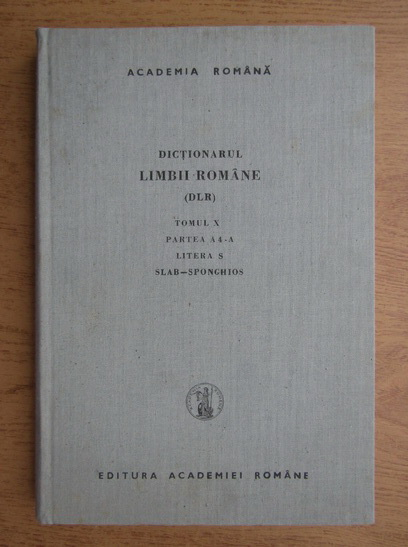 ACADEMIA ROMÂNĂ
DICȚIONARUL
LIMBII ROMÂNE
(DLR)
TOMUL X
PARTEA A 4-A
LITERA S
SLAB—SPONGHIOS
EDITURA ACADEMIEI ROMÂNE